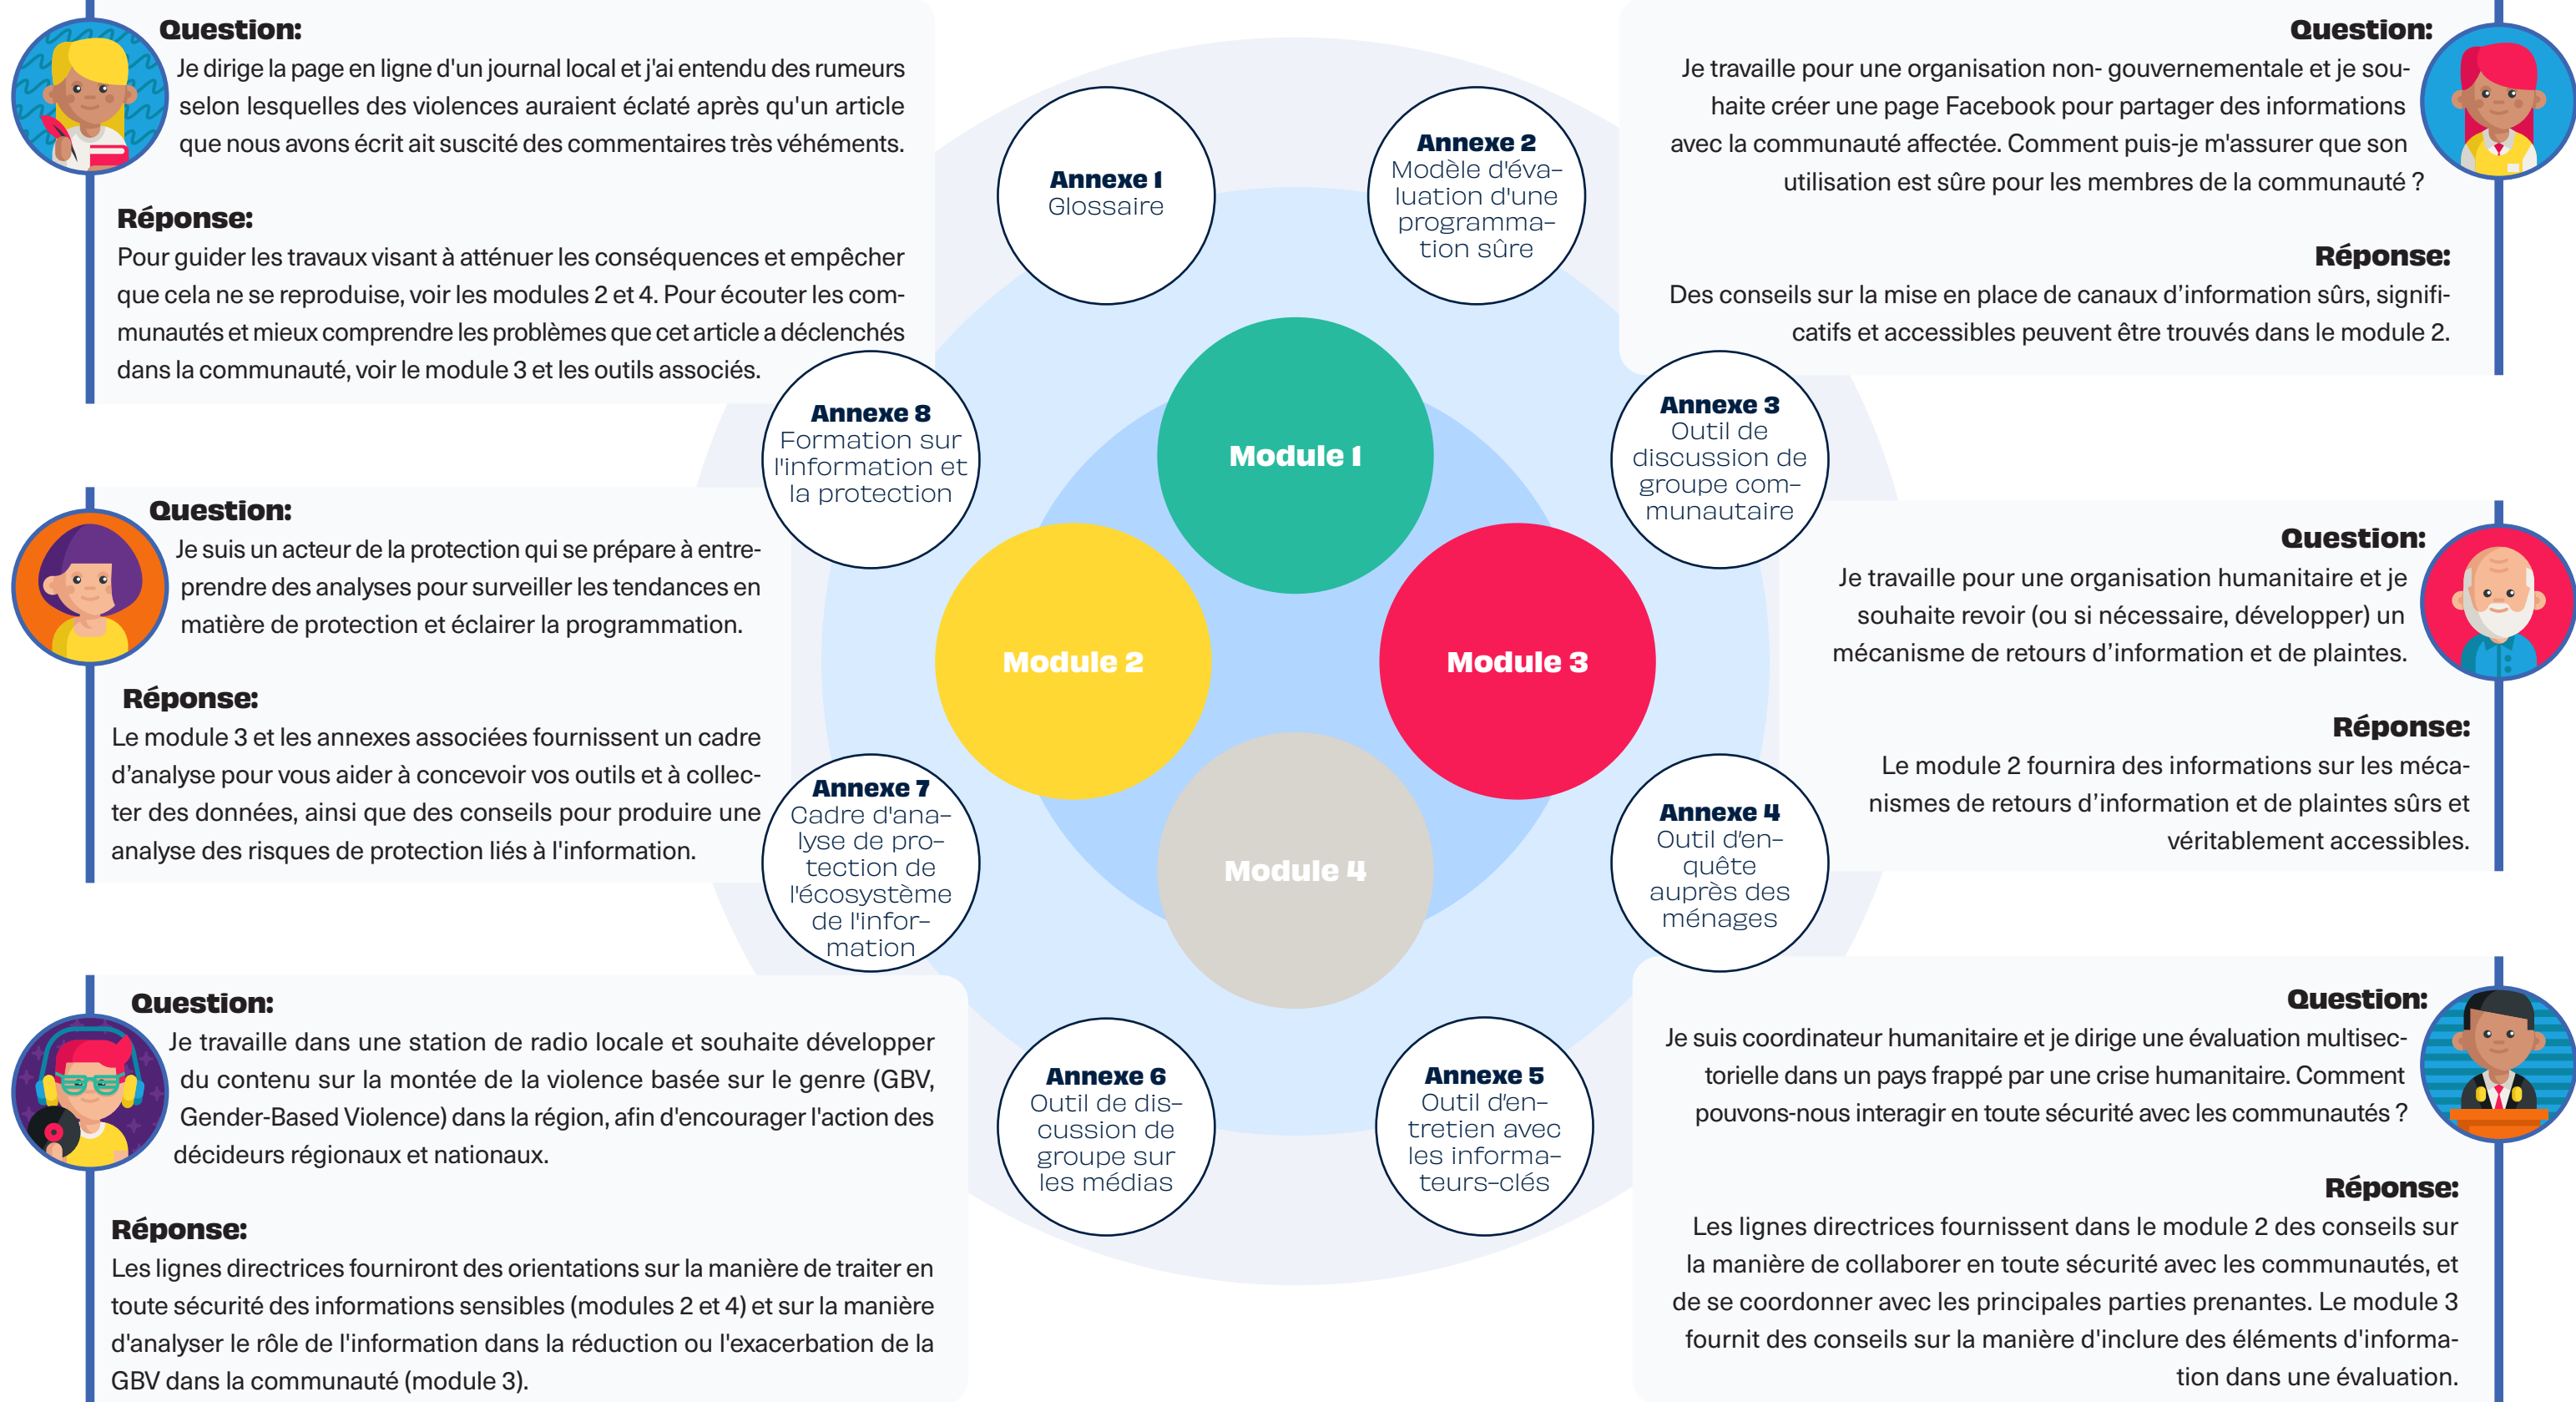 Question:
Je dirige la page en ligne d'un journal local et j'ai entendu des rumeurs
selon lesquelles des violences auraient éclaté après qu'un article
que nous avons écrit ait suscité des commentaires très véhéments.
Réponse:
Pour guider les travaux visant à atténuer les conséquences et empêcher
que cela ne se reproduise, voir les modules 2 et 4. Pour écouter les com-
munautés et mieux comprendre les problèmes que cet article a déclenchés
dans la communauté, voir le module 3 et les outils associés.
Question:
Je suis un acteur de la protection qui se prépare à entre-
prendre des analyses pour surveiller les tendances en
matière de protection et éclairer la programmation.
Réponse:
Le module 3 et les annexes associées fournissent un cadre
d’analyse pour vous aider à concevoir vos outils et à collec-
ter des données, ainsi que des conseils pour produire une
analyse des risques de protection liés à l'information.
Question:
Je travaille dans une station de radio locale et souhaite développer
du contenu sur la montée de la violence basée sur le genre (GBV,
Gender-Based Violence) dans la région, afin d'encourager l'action des
décideurs régionaux et nationaux.
Réponse:
Les lignes directrices fourniront des orientations sur la manière de traiter en
toute sécurité des informations sensibles (modules 2 et 4) et sur la manière
d'analyser le rôle de l'information dans la réduction ou l'exacerbation de la
GBV dans la communauté (module 3).
Annexe 1
Glossaire
Annexe 2
Modèle d'éva-
luation d'une
programma-
tion sûre
Annexe 8
Formation sur
l'information et
la protection
Annexe 3
Outil de
discussion de
groupe com-
munautaire
Module 1
Module 2
Module 3
Module 4
Annexe 7
Cadre d'ana-
lyse de pro-
tection de
l'écosystème
de l'infor-
mation
Annexe 4
Outil d’en-
quête
auprès des
ménages
Annexe 6
Outil de dis-
cussion de
groupe sur
les médias
Annexe 5
Outil d’en-
tretien avec
les informa-
teurs-clés
Question:
Je travaille pour une organisation non- gouvernementale et je sou-
haite créer une page Facebook pour partager des informations
avec la communauté affectée. Comment puis-je m'assurer que son
utilisation est sûre pour les membres de la communauté ?
Réponse:
Des conseils sur la mise en place de canaux d’information sûrs, signifi-
catifs et accessibles peuvent être trouvés dans le module 2.
Question:
Je travaille pour une organisation humanitaire et je
souhaite revoir (ou si nécessaire, développer) un
mécanisme de retours d’information et de plaintes.
Réponse:
Le module 2 fournira des informations sur les méca-
nismes de retours d’information et de plaintes sûrs et
véritablement accessibles.
Question:
Je suis coordinateur humanitaire et je dirige une évaluation multisec-
torielle dans un pays frappé par une crise humanitaire. Comment
pouvons-nous interagir en toute sécurité avec les communautés ?
Réponse:
Les lignes directrices fournissent dans le module 2 des conseils sur
la manière de collaborer en toute sécurité avec les communautés, et
de se coordonner avec les principales parties prenantes. Le module 3
fournit des conseils sur la manière d'inclure des éléments d'informa-
tion dans une évaluation.